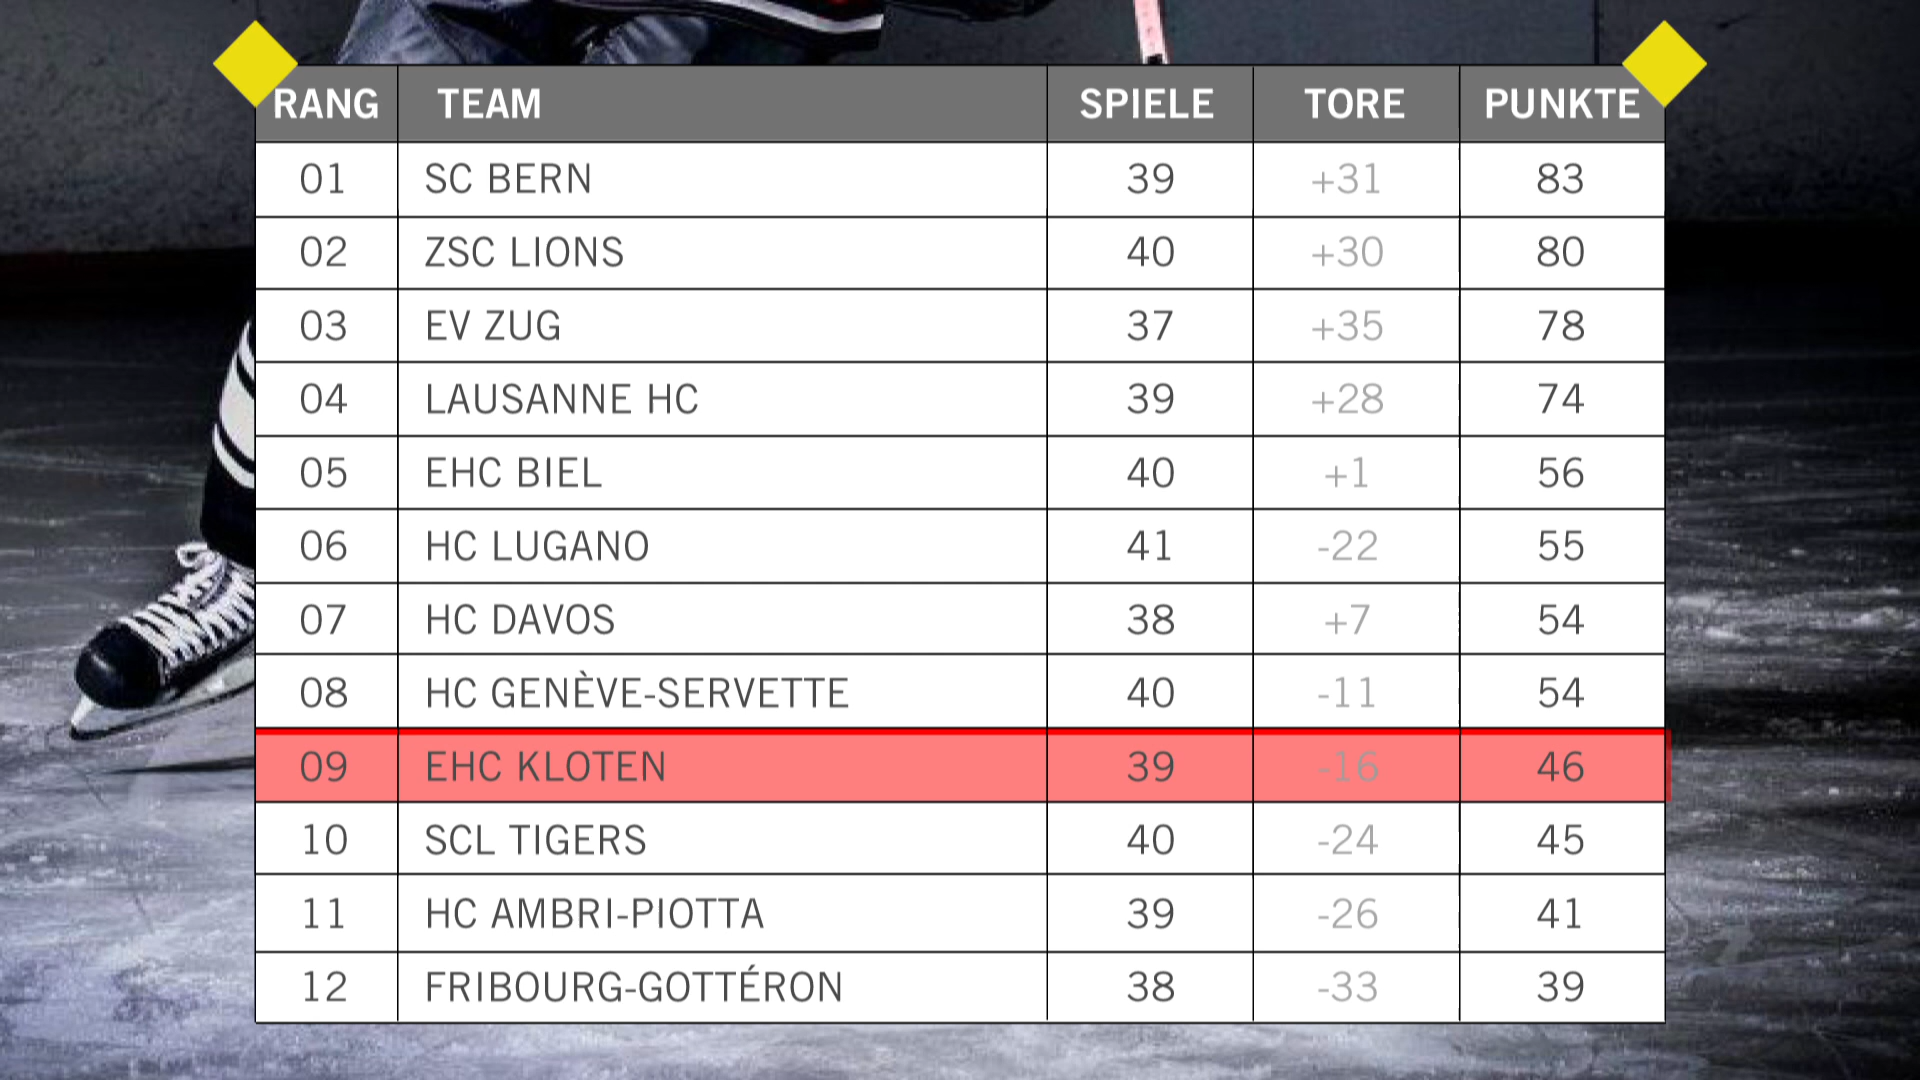 RANG TEAM SPIELE TORE PUNKTE
01 SC BERN 39 +31 83
02 ZSC LIONS 40 +30 80
03 EV ZUG 37 +35 78
04 LAUSANNE HC 39 +28 74
05 EHC BIEL 40 +1 56
06 HC LUGANO 41 -22 55
07 HC DAVOS 38 +7 54
08 HC GENÈVE-SERVETTE 40 -11 54
09 EHC KLOTEN 39 -16 46
10 SCL TIGERS 40 -24 45
11 HC AMBRI-PIOTTA 39 -26 41
12 FRIBOURG-GOTTÉRON 38 -33 39